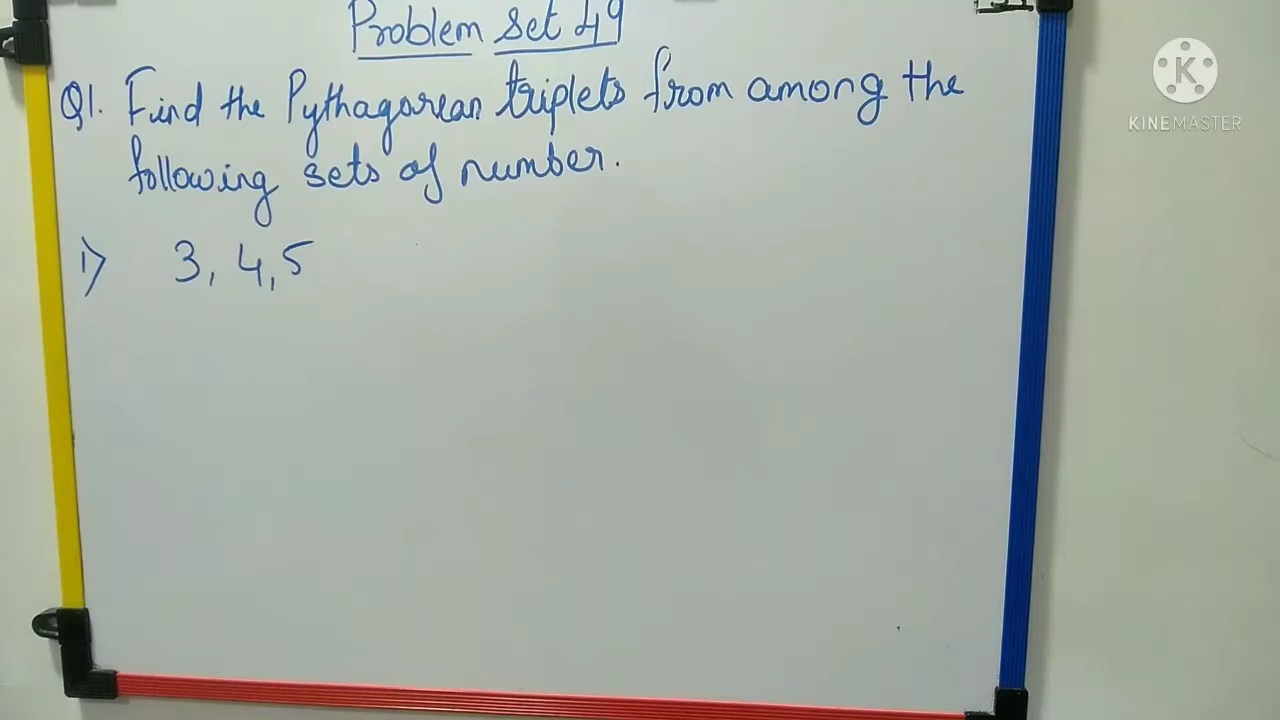 Problem Set 49
Q1. Find the Pythagorean triplets from among the
following sets of number.
i) 3, 4, 5
K
KINEMASTER